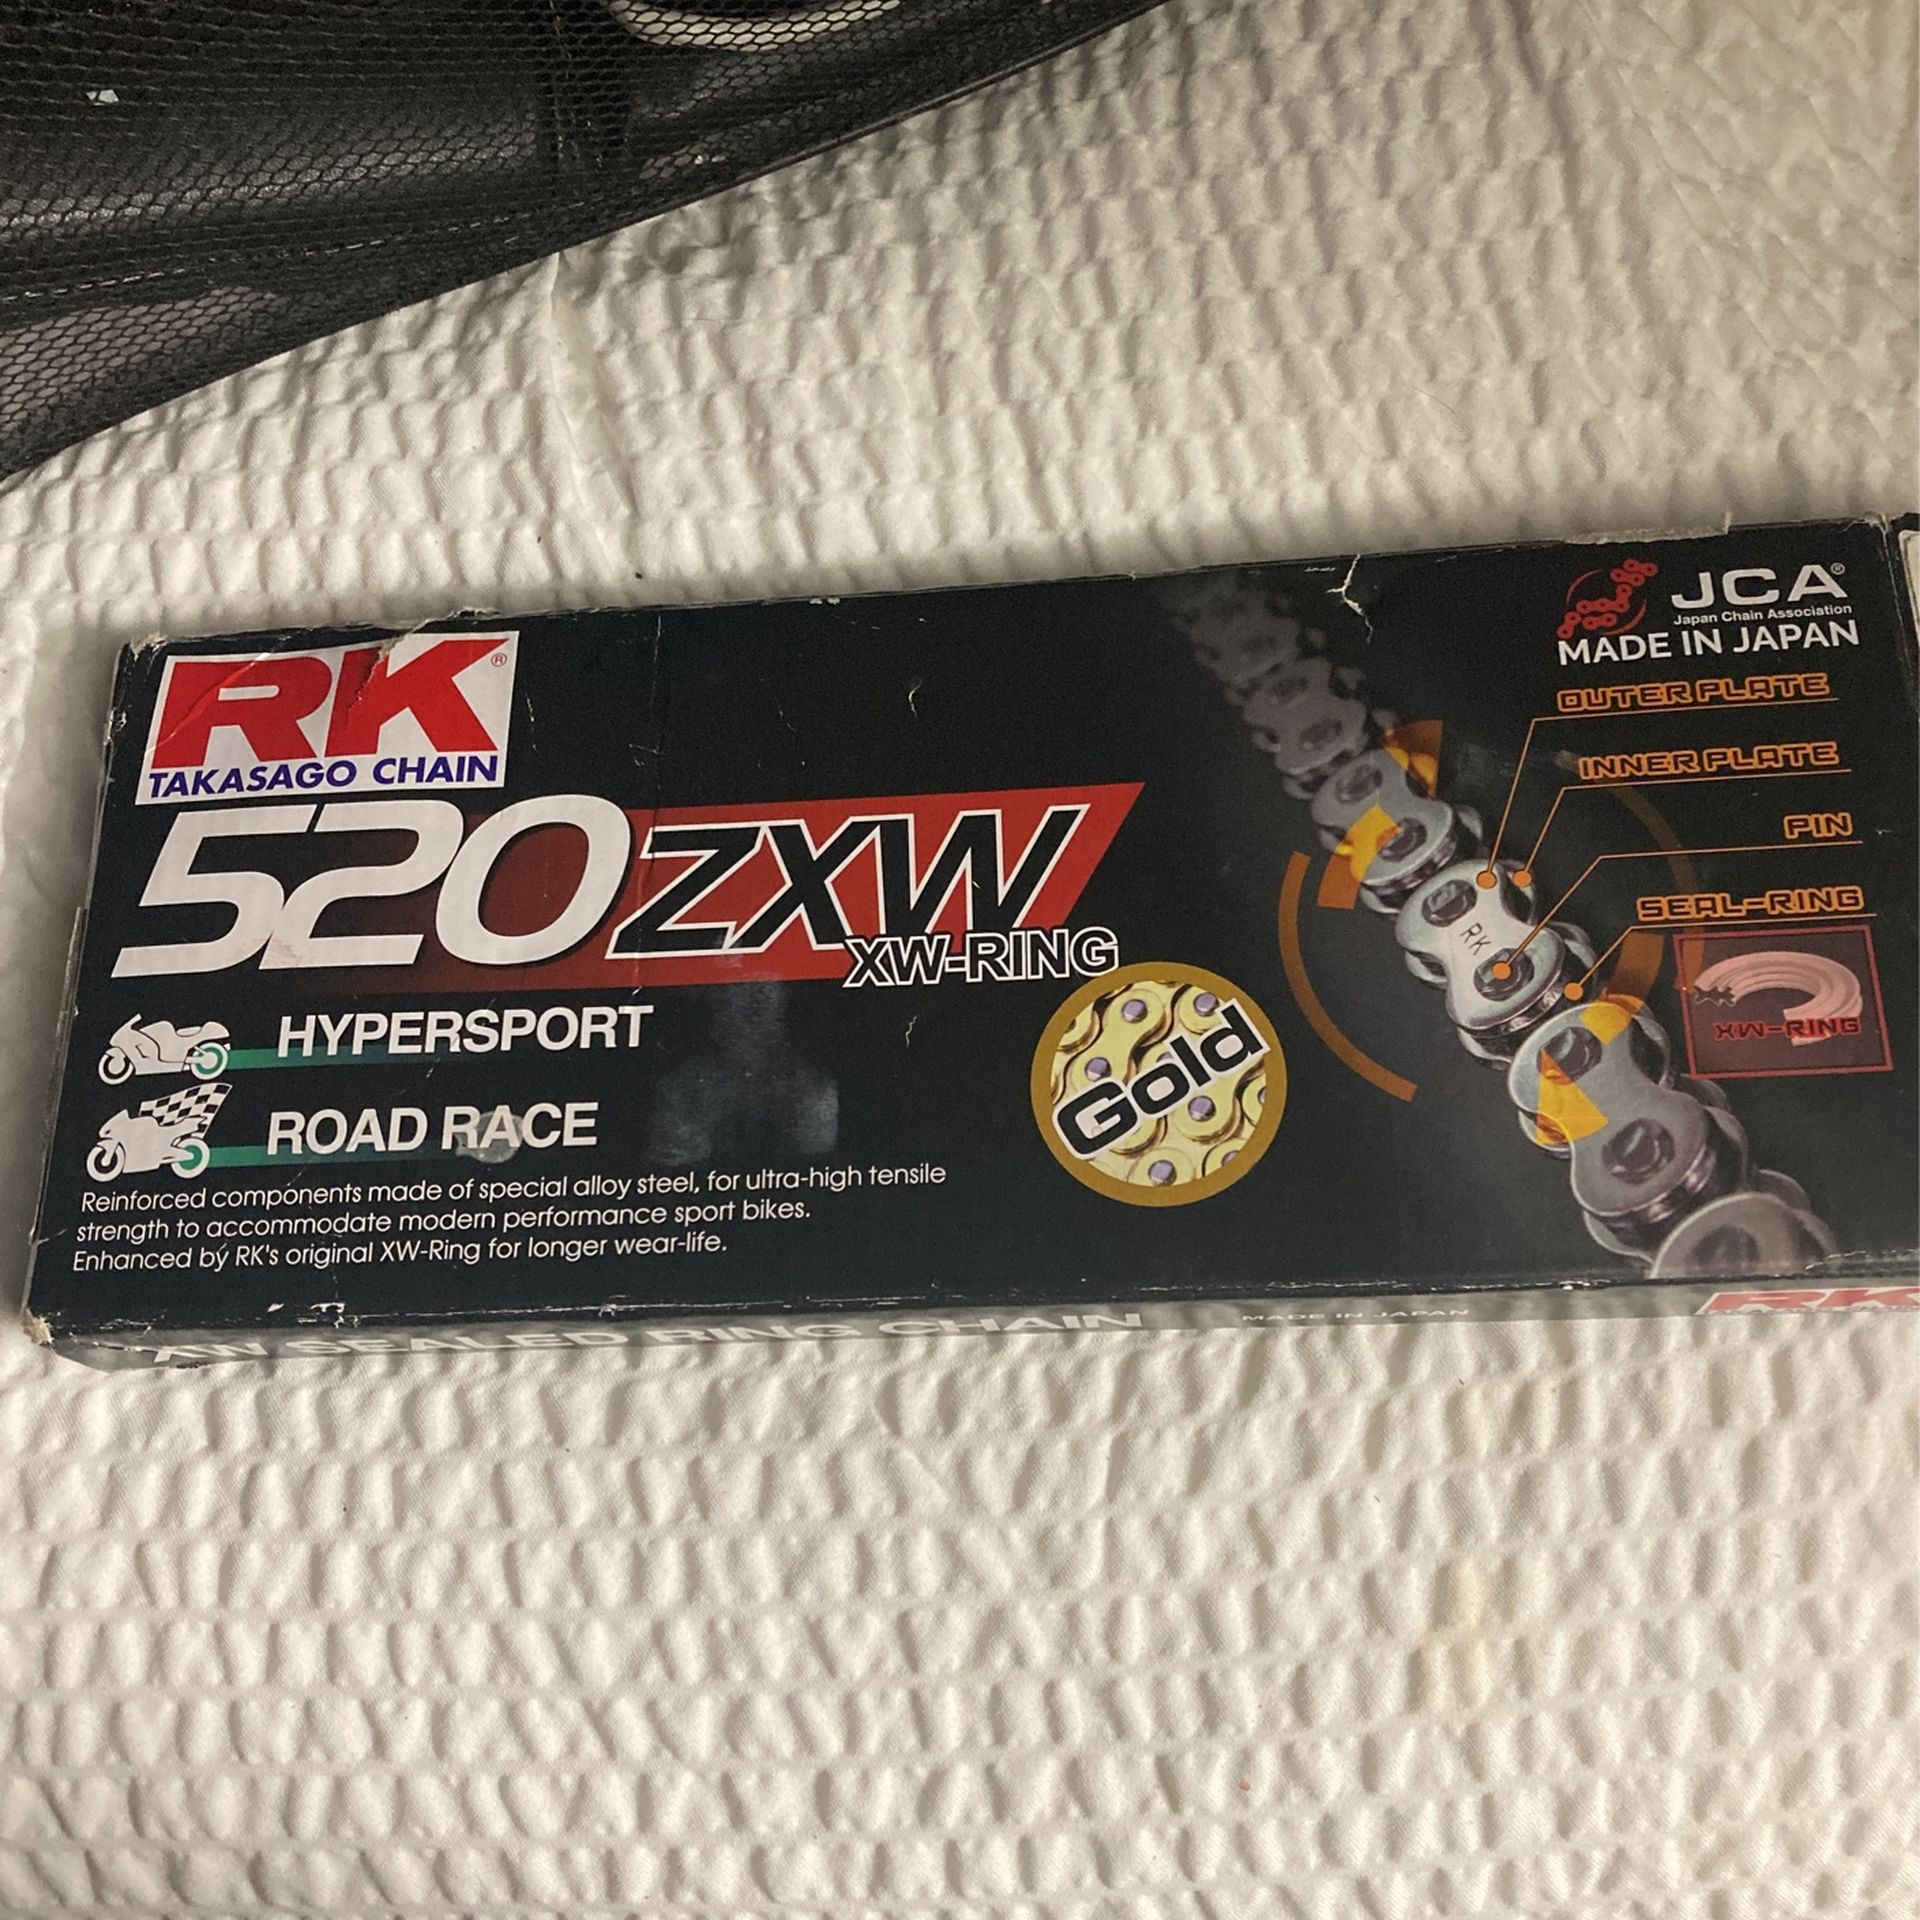 RK®
TAKASAGO CHAIN
520ZXW
XW-RING
HYPERSPORT
ROAD RACE
Reinforced components made of special alloy steel, for ultra-high tensile
strength to accommodate modern performance sport bikes.
Enhanced by RK's original XW-Ring for longer wear-life.
Gold
JCA®
Japan Chain Association
MADE IN JAPAN
OUTER PLATE
INNER PLATE
PIN
SEAL-RING
RK
XW-RING
XW SEALED RING CHAIN
MADE IN JAPAN
RK